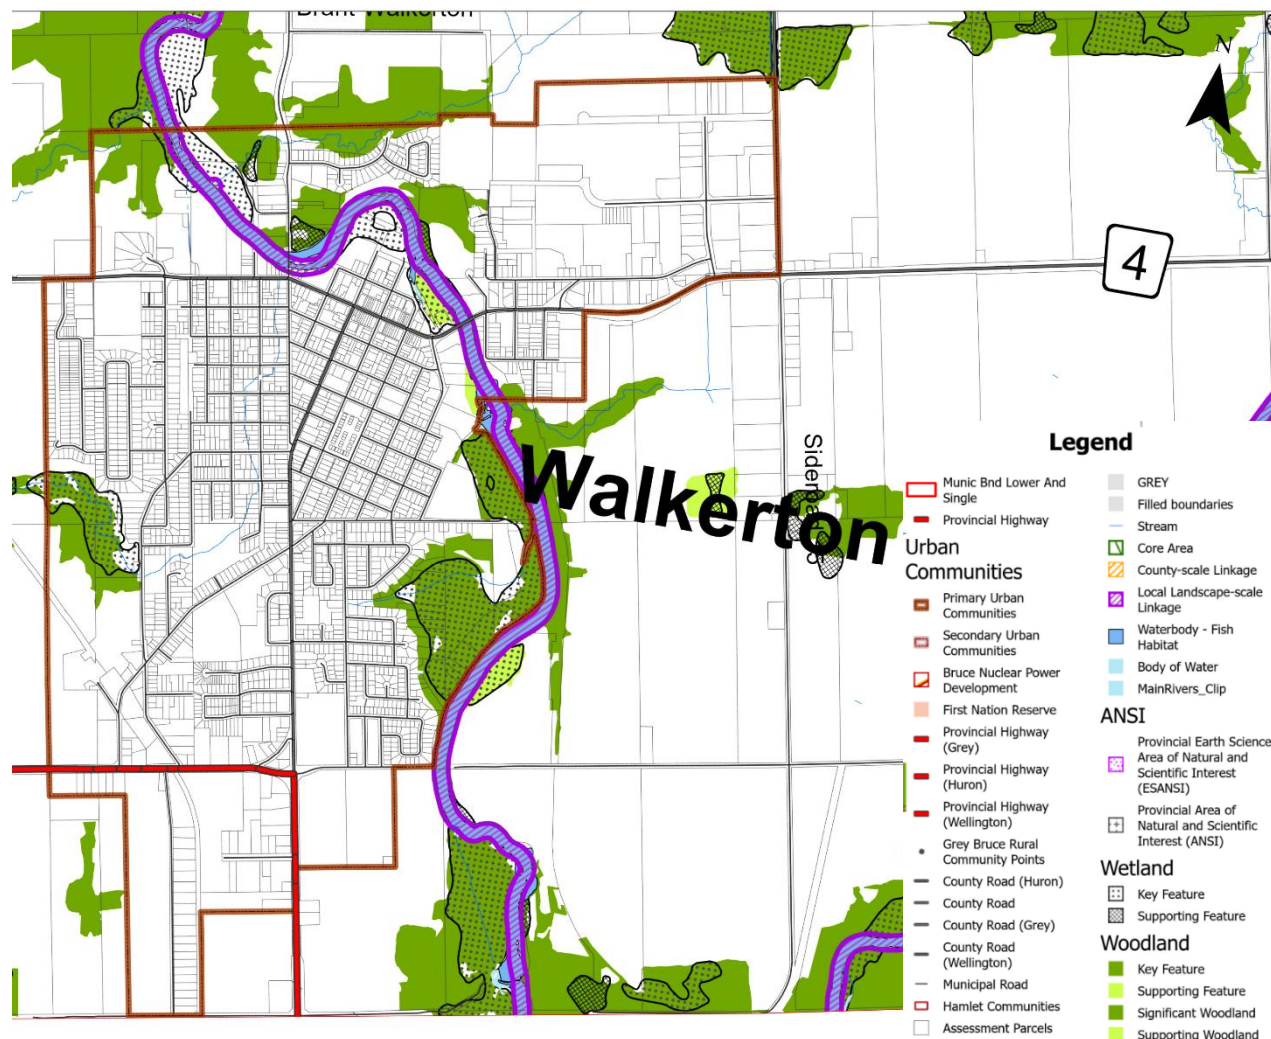 Brant Walkerton
N
4
Walkerton
Legend
Munic Bnd Lower And
Single
Provincial Highway
Urban
Communities
Primary Urban
Communities
Secondary Urban
Communities
Bruce Nuclear Power
Development
First Nation Reserve
Provincial Highway
(Grey)
Provincial Highway
(Huron)
Provincial Highway
(Wellington)
Grey Bruce Rural
Community Points
County Road (Huron)
County Road
County Road (Grey)
County Road
(Wellington)
Municipal Road
Hamlet Communities
Assessment Parcels
GREY
Filled boundaries
Stream
Core Area
County-scale Linkage
Local Landscape-scale
Linkage
Waterbody - Fish
Habitat
Body of Water
MainRivers_Clip
ANSI
Provincial Earth Science
Area of Natural and
Scientific Interest
(ESANSI)
Provincial Area of
Natural and Scientific
Interest (ANSI)
Wetland
Key Feature
Supporting Feature
Woodland
Key Feature
Supporting Feature
Significant Woodland
Supporting Woodland